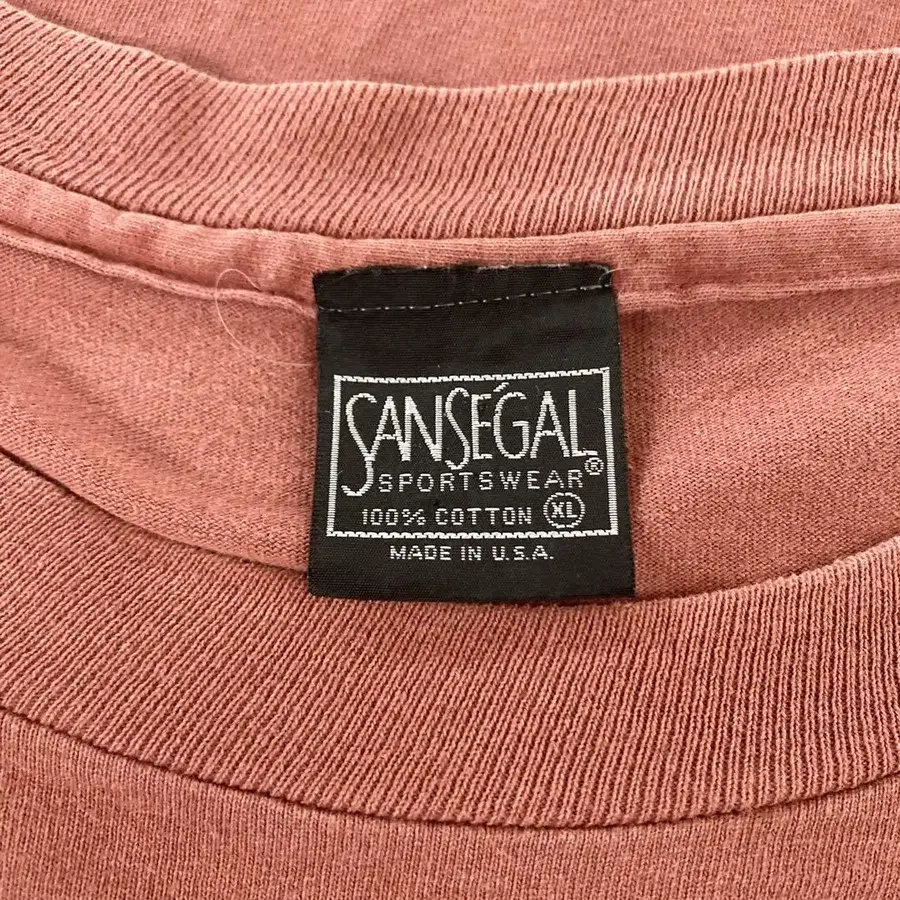 SANSÉGAL
SPORTSWEAR®
100% COTTON XL
MADE IN U.S.A.